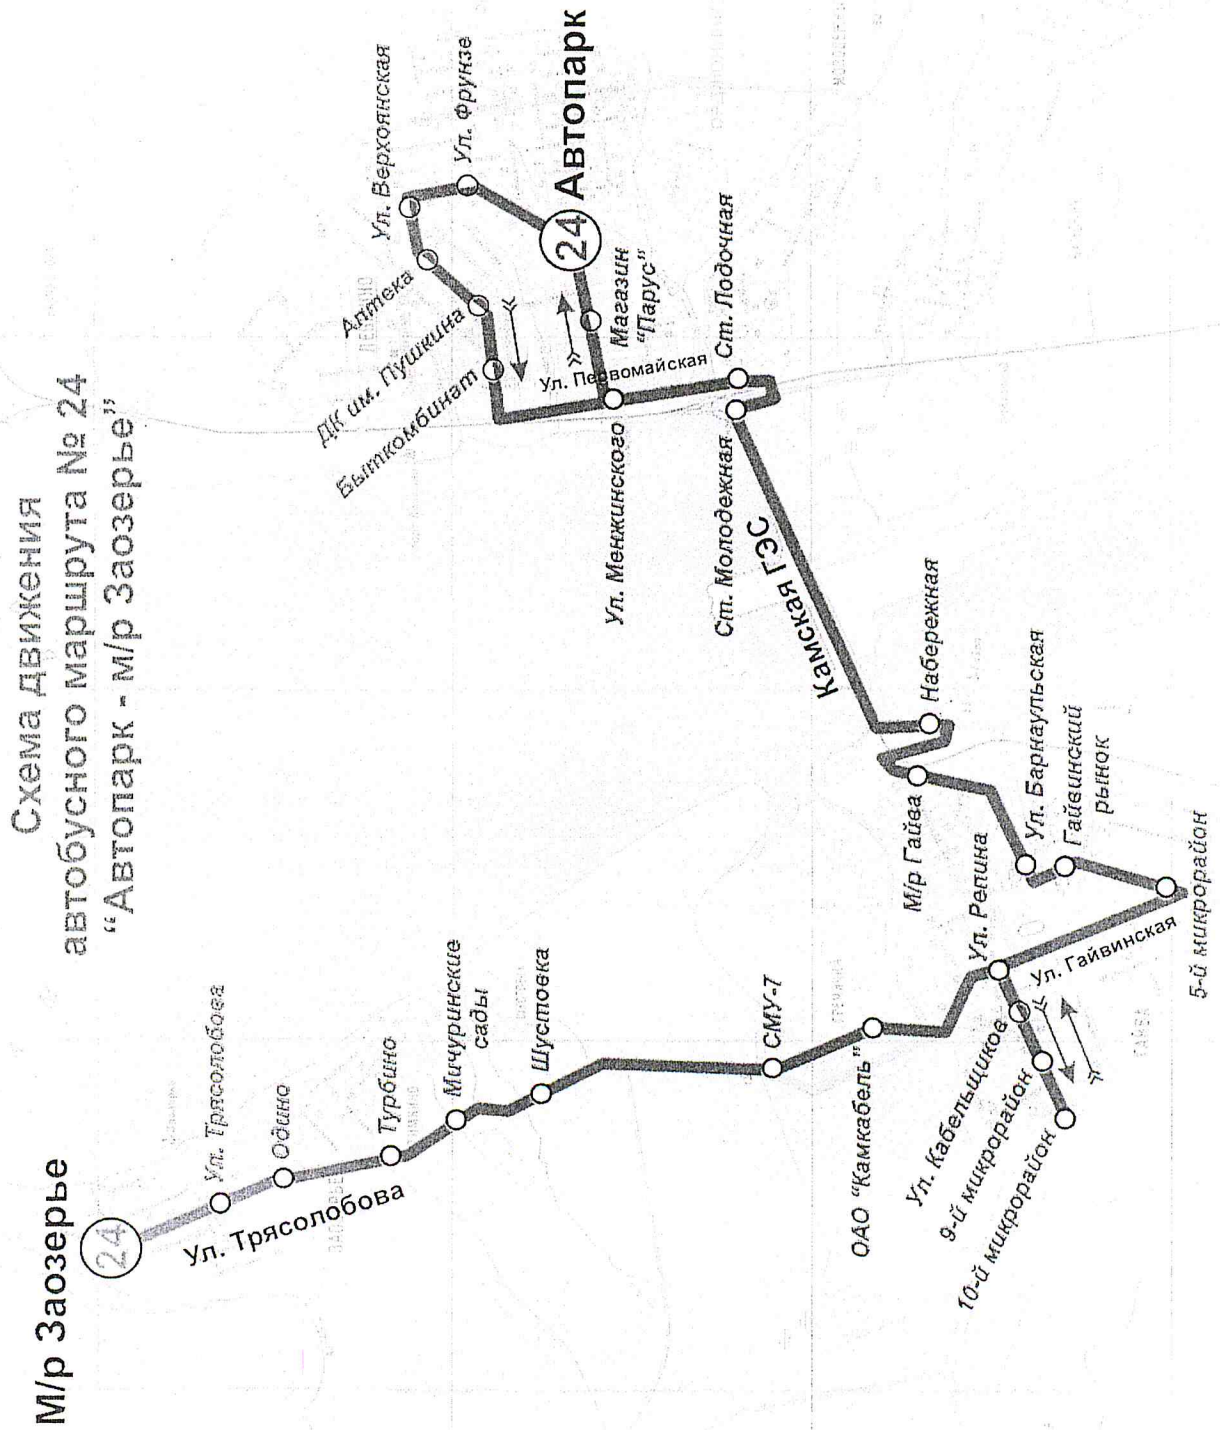 Схема движения
автобусного маршрута № 24
“Автопарк - м/р Заозерье”
М/р Заозерье
24
Ул. Трясолобова
Одино
Турбино
Ул. Трясолобова
Мичуринские
сады
Шустовка
СМУ-7
ОАО “Камкабель”
Ул. Репина
Ул. Кабельщиков
9-й микрорайон
10-й микрорайон
Ул. Гайвинская
5-й микрорайон
Гайвинский
рынок
Ул. Барнаульская
М/р Гайва
Набережная
Камская ГЭС
Ст. Молодежная
Ст. Лодочная
Ул. Первомайская
Ул. Менжинского
Магазин
“Парус”
24
Автопарк
Ул. Фрунзе
Ул. Верхоянская
Аптека
ДК им. Пушкина
Быткомбинат